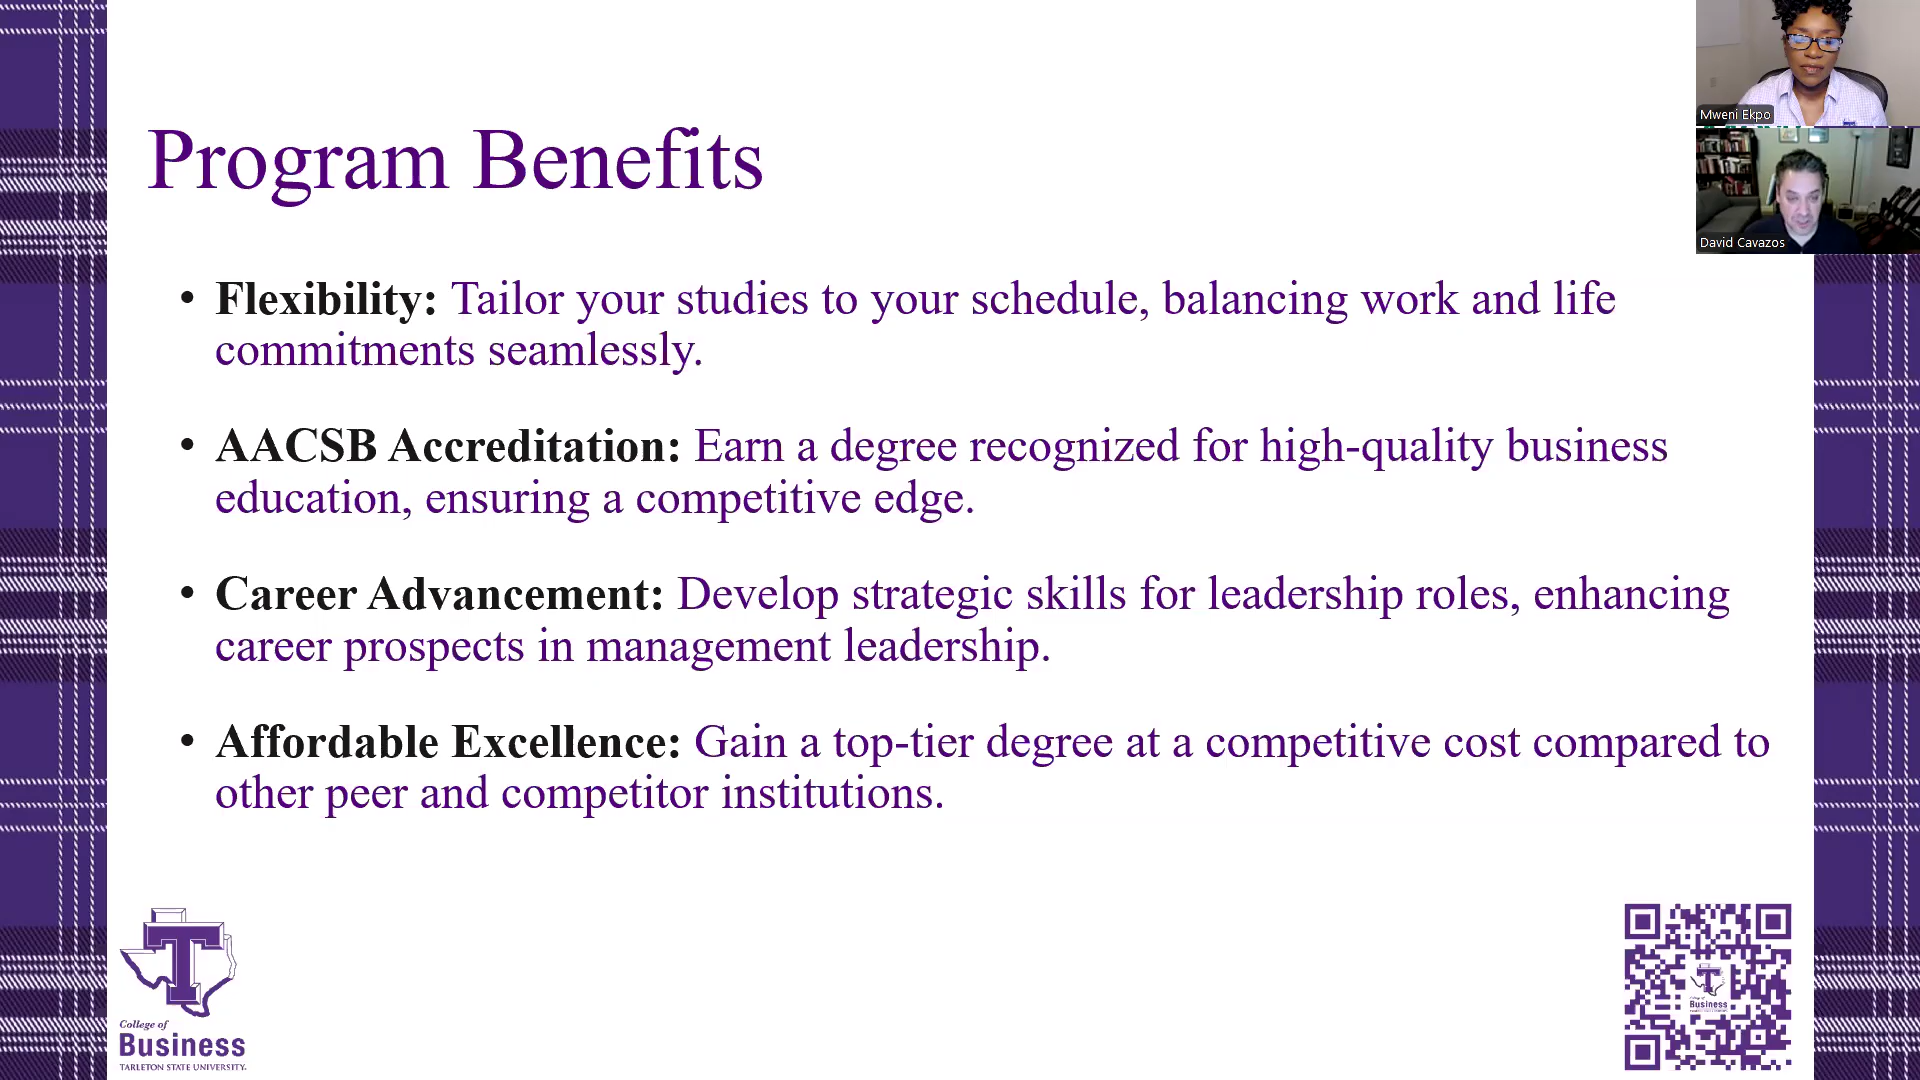 Program Benefits
Mweni Ekpo
David Cavazos
• Flexibility: Tailor your studies to your schedule, balancing work and life
commitments seamlessly.
• AACSB Accreditation: Earn a degree recognized for high-quality business
education, ensuring a competitive edge.
• Career Advancement: Develop strategic skills for leadership roles, enhancing
career prospects in management leadership.
• Affordable Excellence: Gain a top-tier degree at a competitive cost compared to
other peer and competitor institutions.
T
College of
Business
TARLETON STATE UNIVERSITY
T
College of
Business